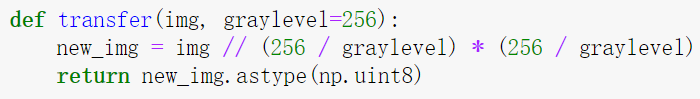 def transfer(img, graylevel=256):
    new_img = img // (256 / graylevel) * (256 / graylevel)
    return new_img.astype(np.uint8)